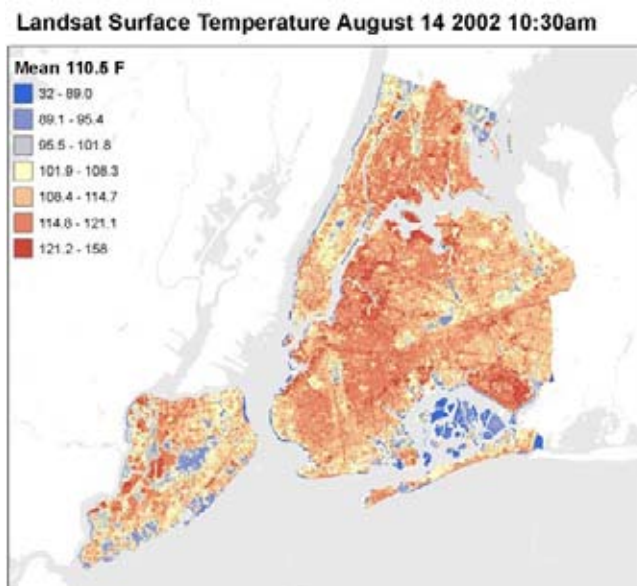 Landsat Surface Temperature August 14 2002 10:30am
Mean 110.5 F
32 - 89.0
89.1 - 95.4
95.5 - 101.8
101.9 - 108.3
108.4 - 114.7
114.8 - 121.1
121.2 - 158